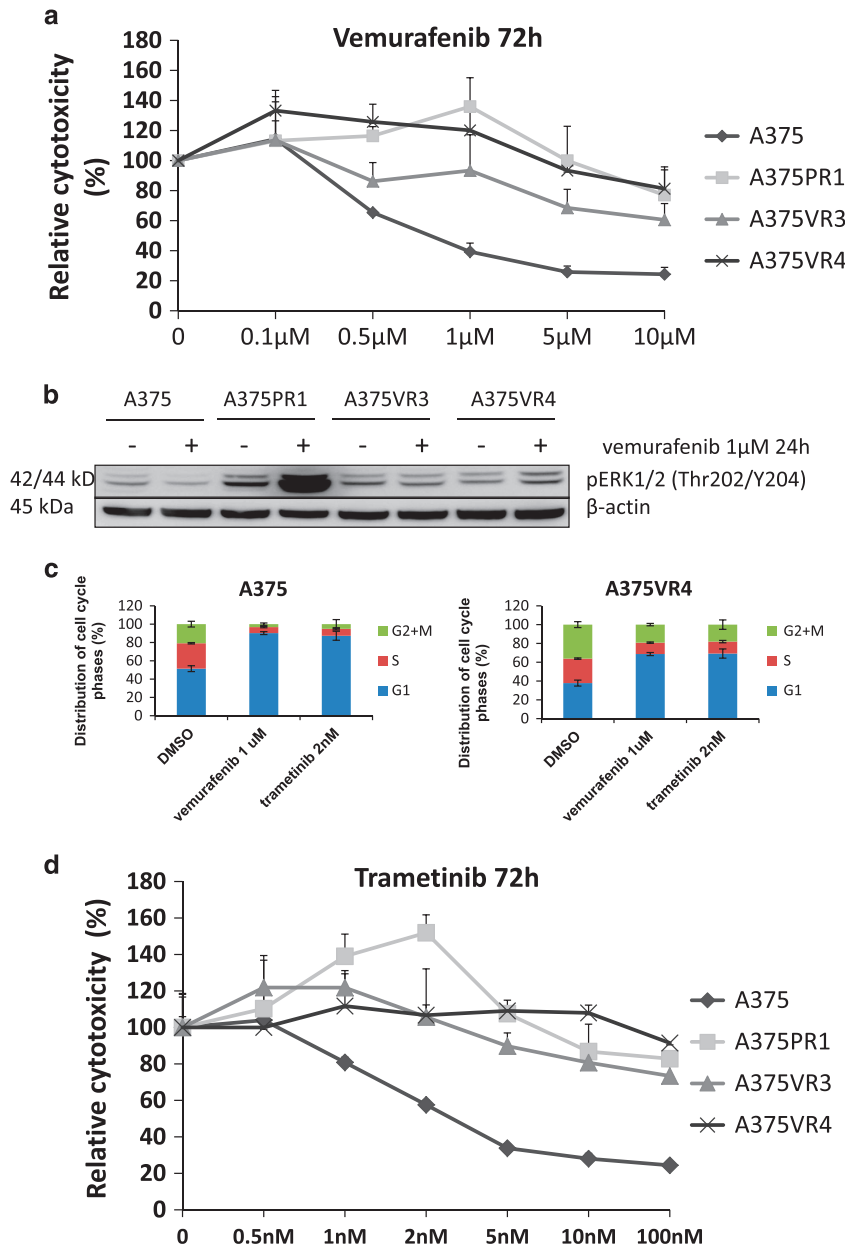 a
Vemurafenib 72h
Relative cytotoxicity (%)
180
160
140
120
100
80
60
40
20
0
0 0.1µM 0.5µM 1µM 5µM 10µM
A375
A375PR1
A375VR3
A375VR4
b
A375 A375PR1 A375VR3 A375VR4
- + - + - + - + vemurafenib 1µM 24h
42/44 kD pERK1/2 (Thr202/Y204)
45 kDa β-actin
c
A375
Distribution of cell cycle phases (%)
120
100
80
60
40
20
0
DMSO
vemurafenib 1 uM
trametinib 2nM
G2+M
S
G1
A375VR4
Distribution of cell cycle phases (%)
120
100
80
60
40
20
0
DMSO
vemurafenib 1uM
trametinib 2nM
G2+M
S
G1
d
Trametinib 72h
Relative cytotoxicity (%)
180
160
140
120
100
80
60
40
20
0
0 0.5nM 1nM 2nM 5nM 10nM 100nM
A375
A375PR1
A375VR3
A375VR4